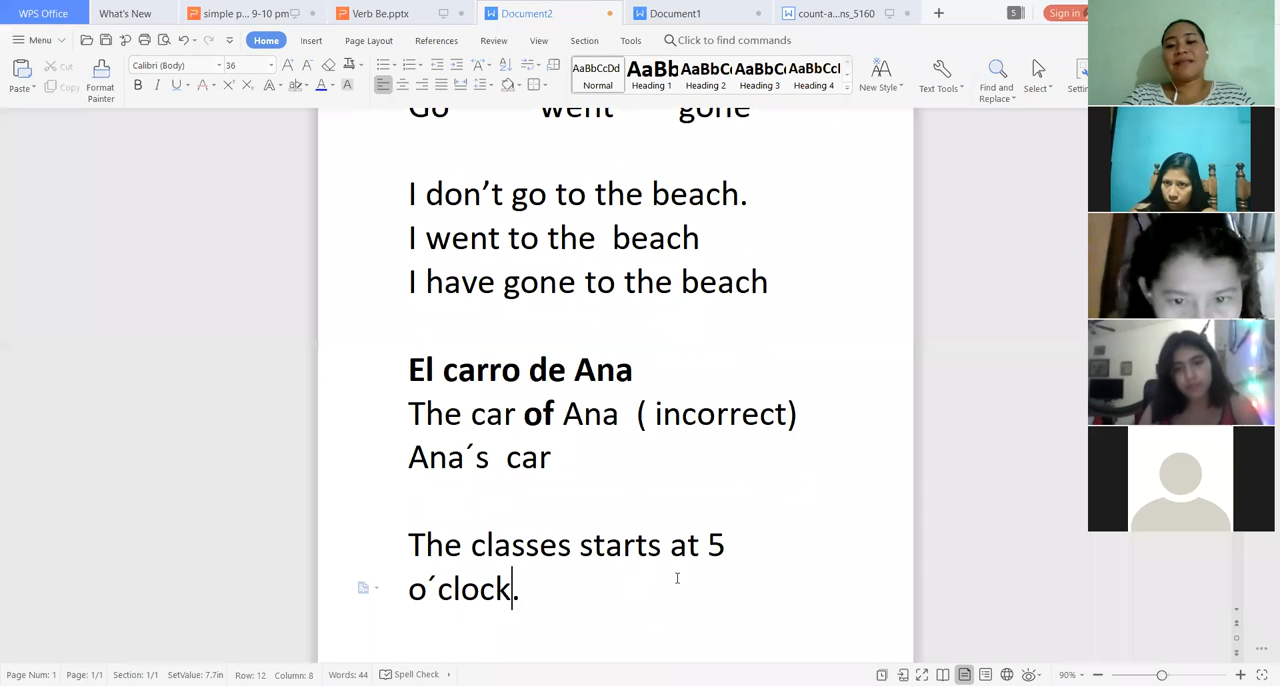 WPS Office What's New simple p... 9-10 pm Verb Be.pptx Document2 Document1 count-a...ns_5160 + 5 Sign in
Menu Home Insert Page Layout References Review View Section Tools Click to find commands
Paste Cut Copy Format Painter Calibri (Body) 36 AaBbCcDd Normal AaBb Heading 1 AaBbC Heading 2 AaBbC Heading 3 AaBbCcI Heading 4 New Style Text Tools Find and Replace Select
Go went gone
I don’t go to the beach.
I went to the beach
I have gone to the beach
El carro de Ana
The car of Ana ( incorrect)
Ana´s car
The classes starts at 5
o´clock.
Page Num: 1 Page: 1/1 Section: 1/1 SetValue: 7.7in Row: 12 Column: 8 Words: 44 Spell Check 90%